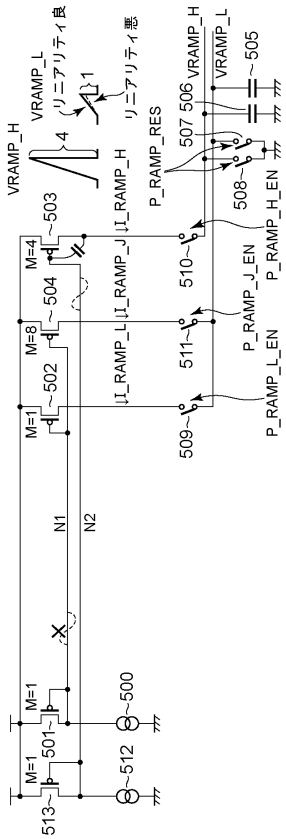 VRAMP_H
4
VRAMP_L
リニアリティ良
1
リニアリティ悪
M=1
513
512
M=1
501
500
N1
N2
M=1
502
↓I_RAMP_L
509
P_RAMP_L_EN
M=8
504
↓I_RAMP_J
511
P_RAMP_J_EN
M=4
503
↓I_RAMP_H
510
P_RAMP_H_EN
P_RAMP_RES
508
507
506
505
VRAMP_H
VRAMP_L